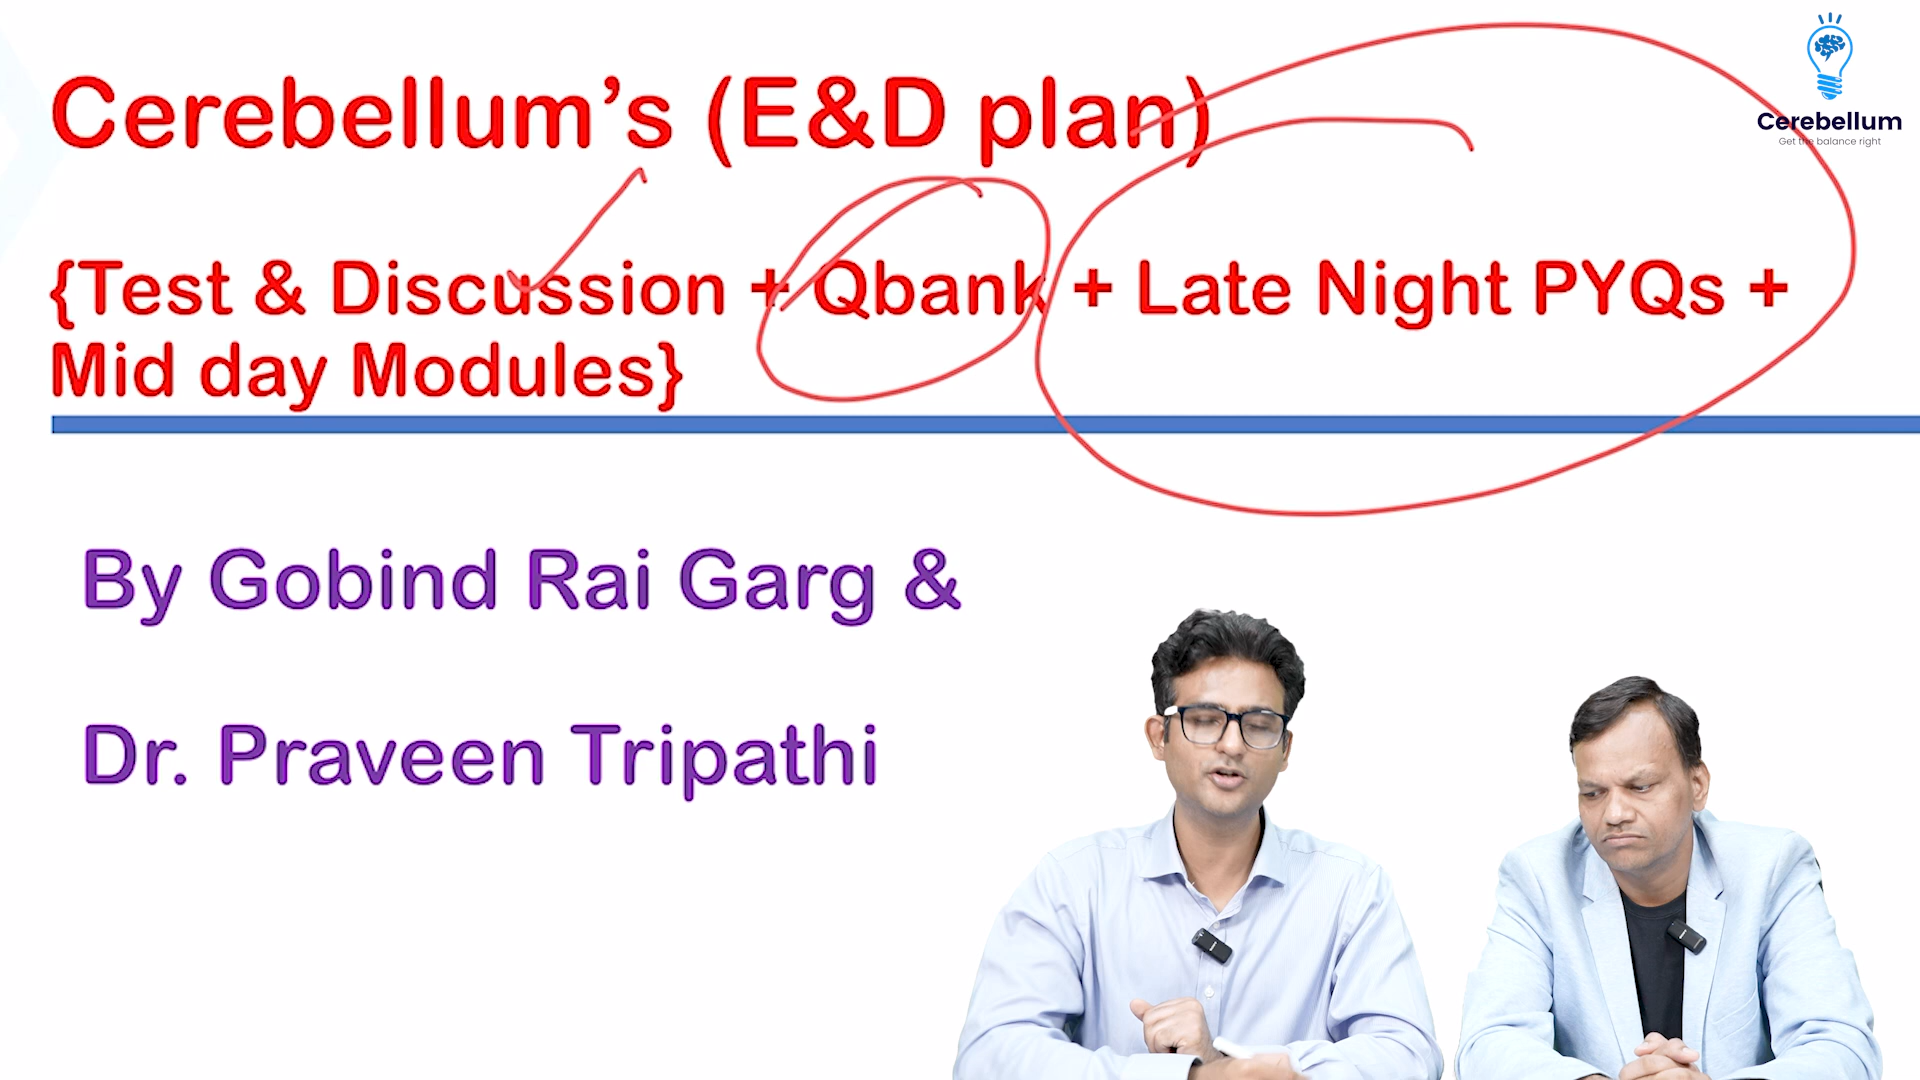 Cerebellum’s (E&D plan)
{Test & Discussion + Qbank + Late Night PYQs +
Mid day Modules}
By Gobind Rai Garg &
Dr. Praveen Tripathi
Cerebellum
Get the balance right